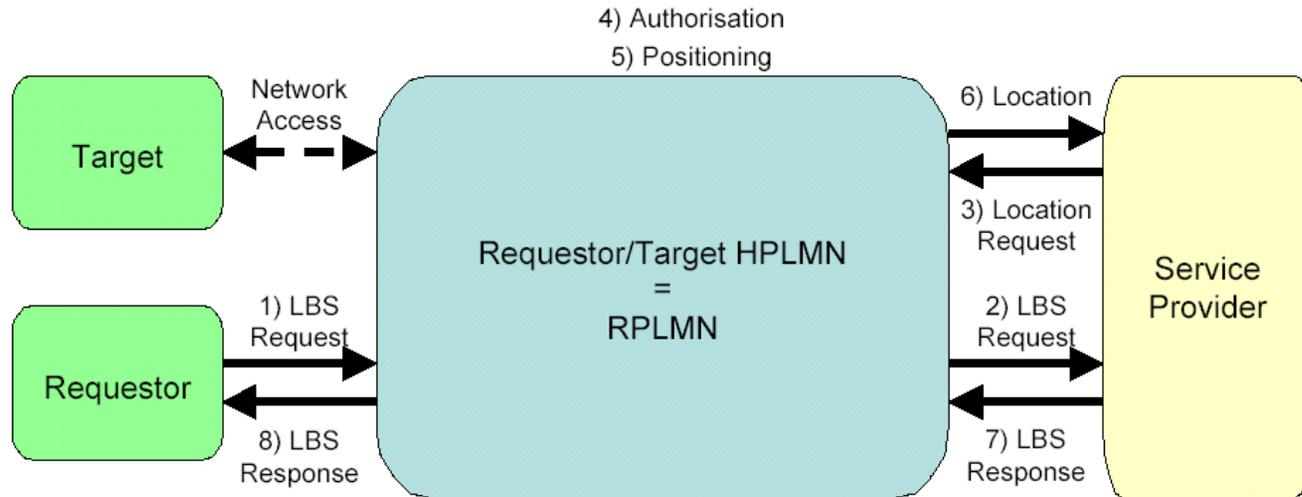 4) Authorisation
5) Positioning
Network
Access
6) Location
Target
3) Location
Request
Requestor/Target HPLMN
=
RPLMN
Service
Provider
1) LBS
Request
2) LBS
Request
Requestor
8) LBS
Response
7) LBS
Response